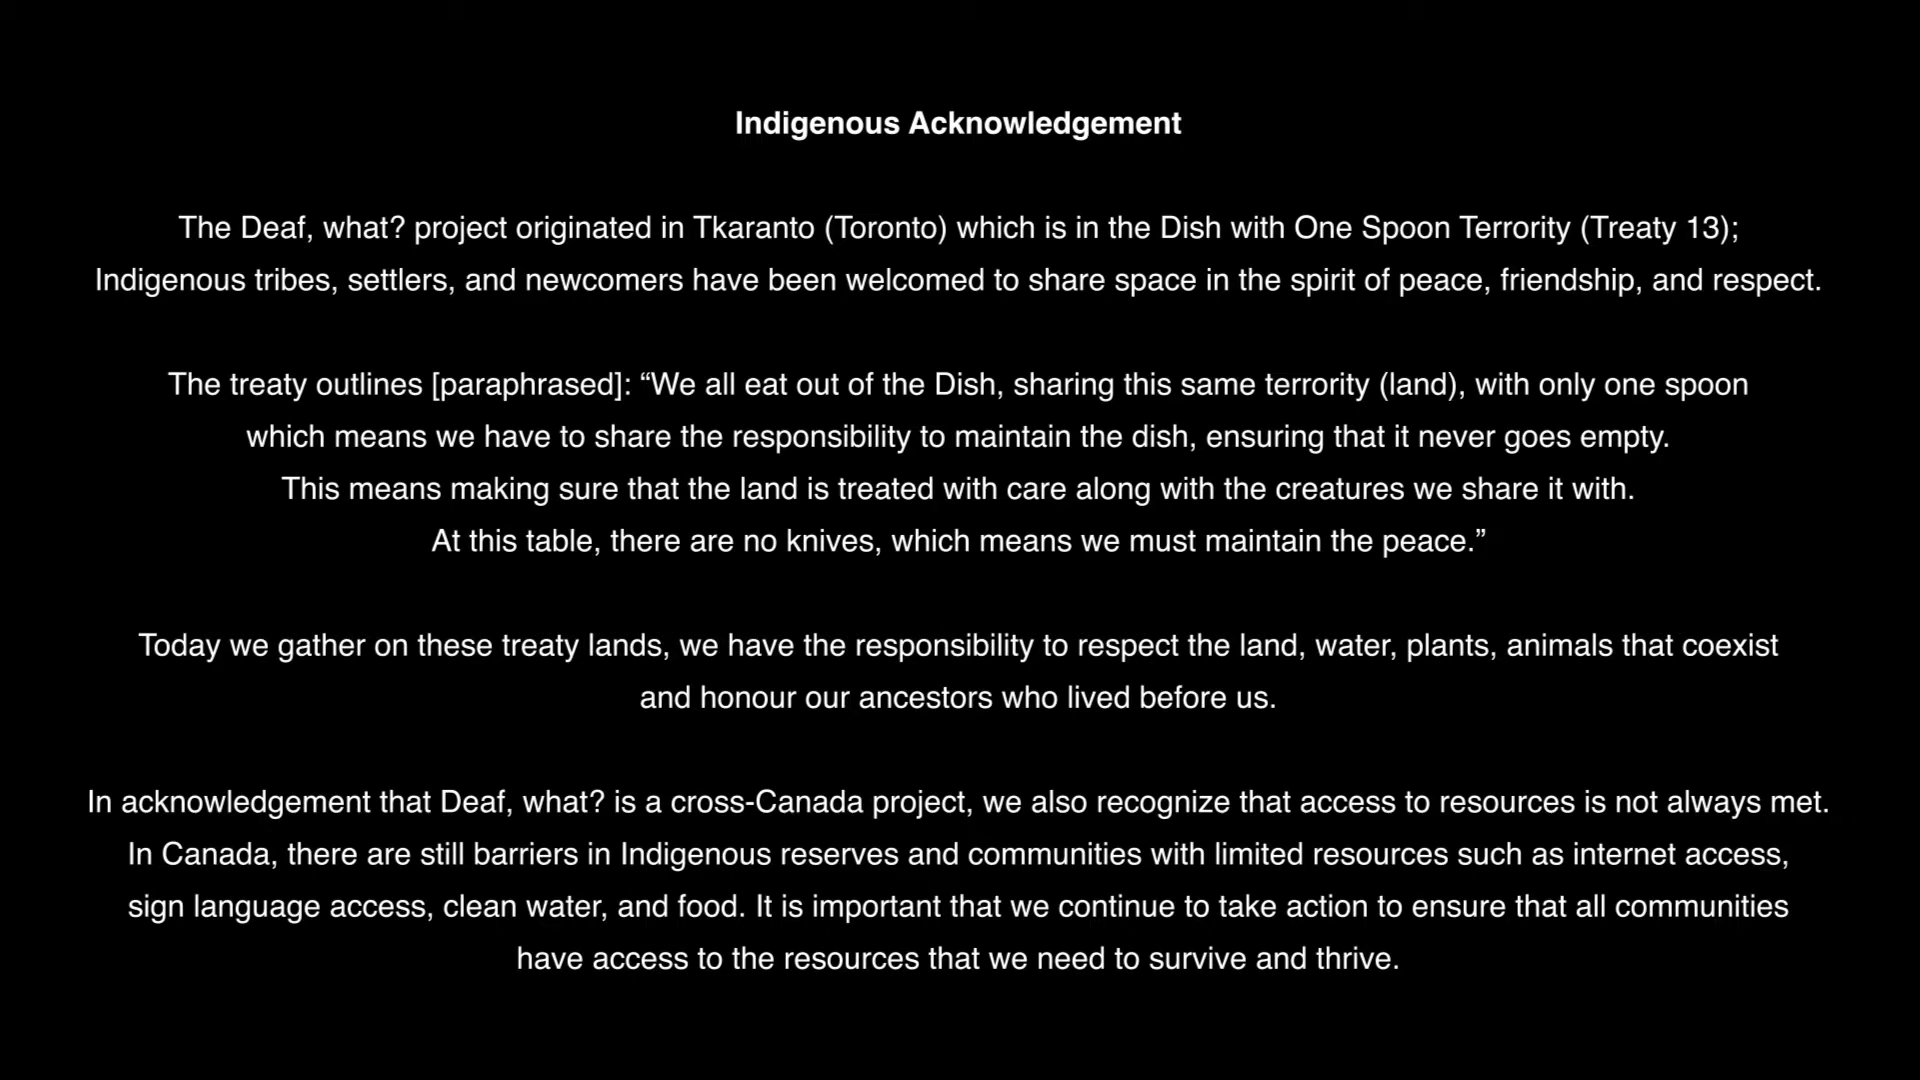 Indigenous Acknowledgement
The Deaf, what? project originated in Tkaranto (Toronto) which is in the Dish with One Spoon Terrority (Treaty 13);
Indigenous tribes, settlers, and newcomers have been welcomed to share space in the spirit of peace, friendship, and respect.
The treaty outlines [paraphrased]: “We all eat out of the Dish, sharing this same terrority (land), with only one spoon
which means we have to share the responsibility to maintain the dish, ensuring that it never goes empty.
This means making sure that the land is treated with care along with the creatures we share it with.
At this table, there are no knives, which means we must maintain the peace.”
Today we gather on these treaty lands, we have the responsibility to respect the land, water, plants, animals that coexist
and honour our ancestors who lived before us.
In acknowledgement that Deaf, what? is a cross-Canada project, we also recognize that access to resources is not always met.
In Canada, there are still barriers in Indigenous reserves and communities with limited resources such as internet access,
sign language access, clean water, and food. It is important that we continue to take action to ensure that all communities
have access to the resources that we need to survive and thrive.